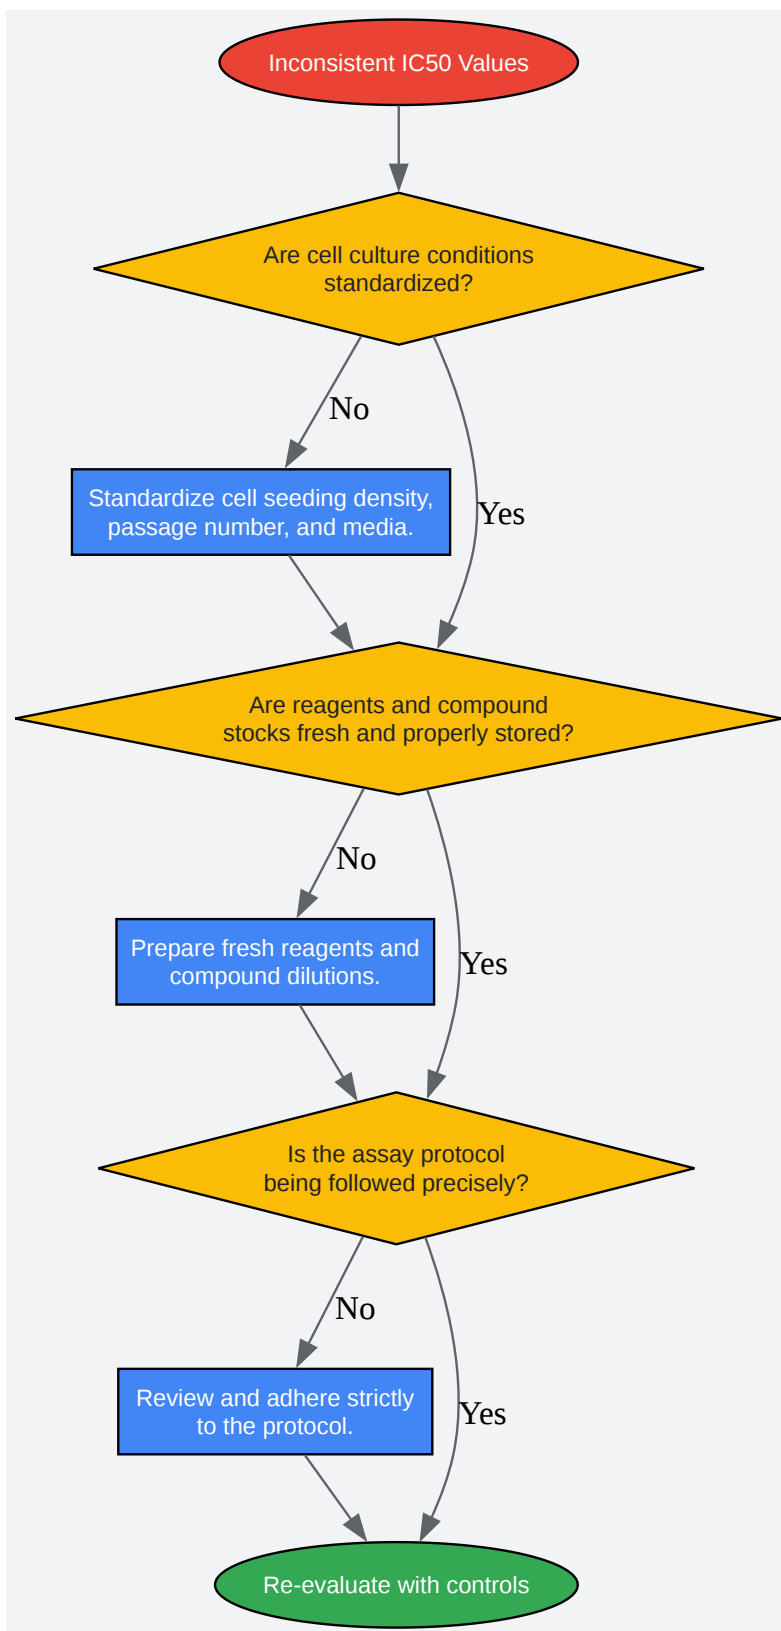 Inconsistent IC50 Values
Are cell culture conditions
standardized?
No
Standardize cell seeding density,
passage number, and media.
Yes
Are reagents and compound
stocks fresh and properly stored?
No
Prepare fresh reagents and
compound dilutions.
Yes
Is the assay protocol
being followed precisely?
No
Review and adhere strictly
to the protocol.
Yes
Re-evaluate with controls